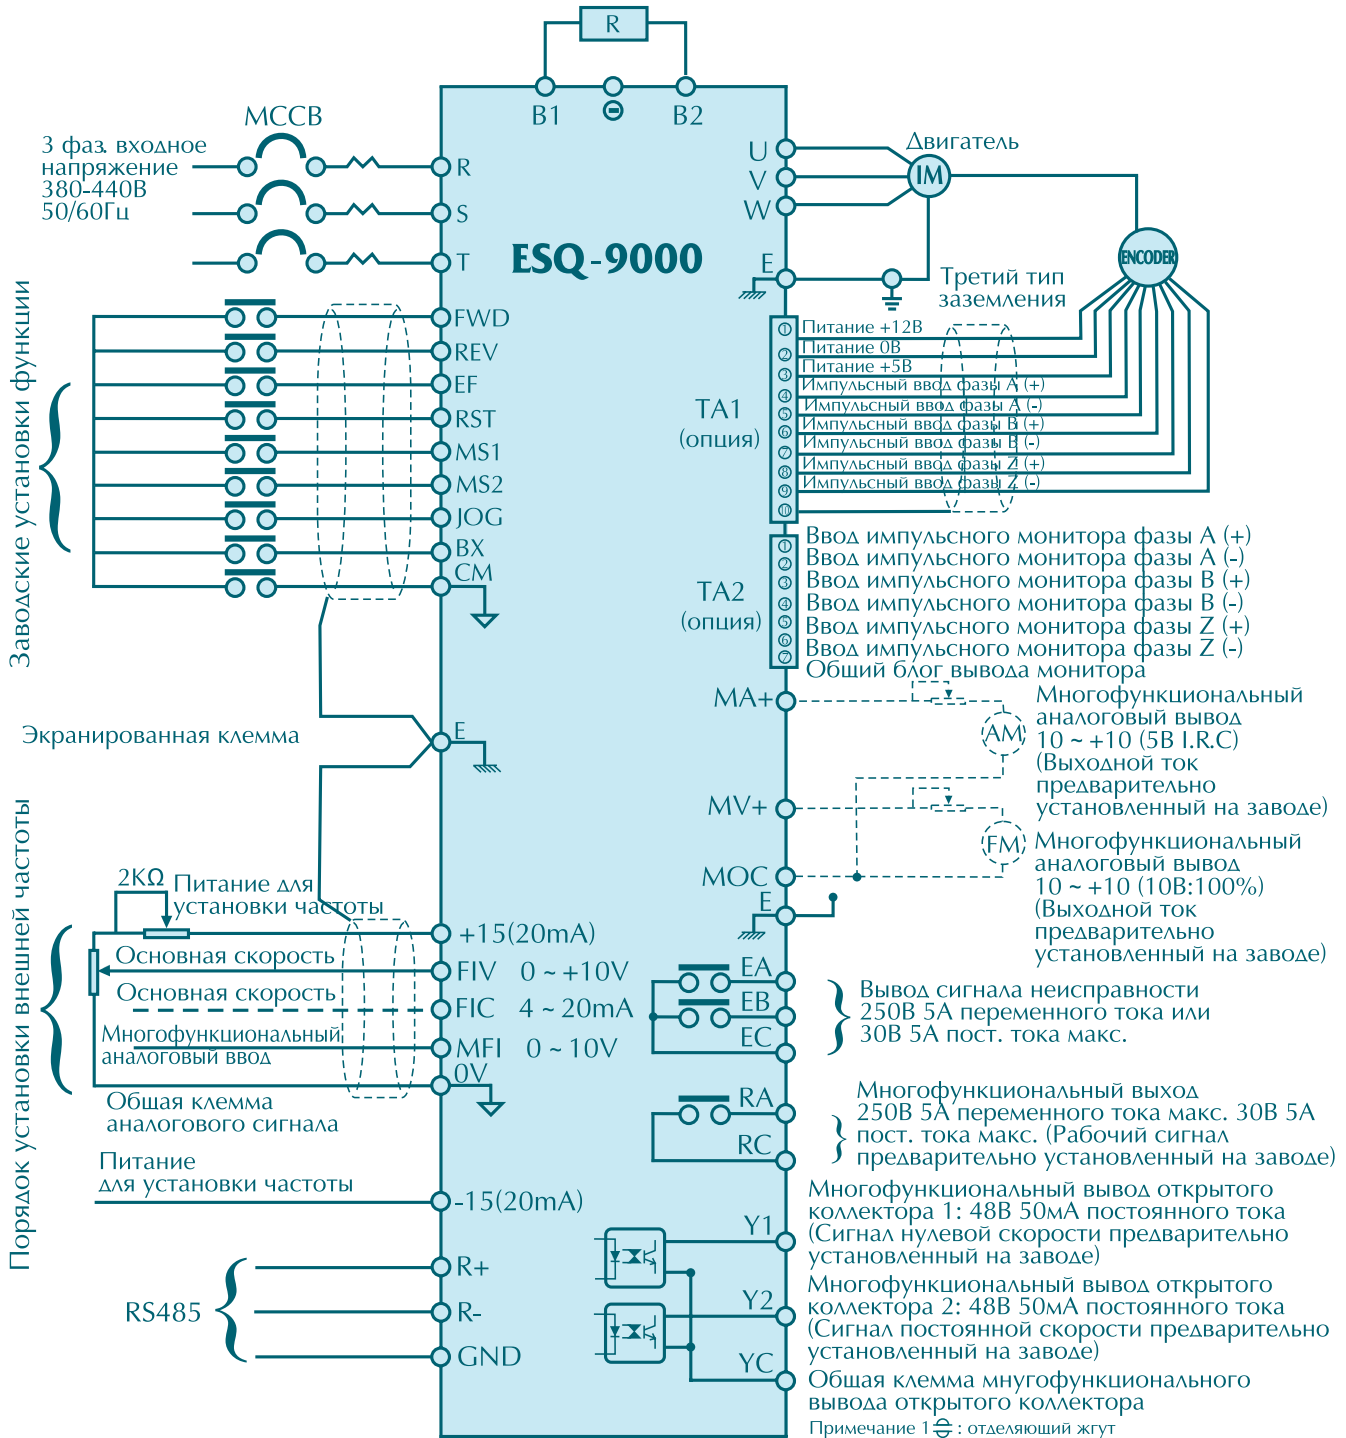 R
B1
⊖
B2
MCCB
3 фаз. входное
напряжение
380-440В
50/60Гц
R
S
T
ESQ-9000
U
V
W
E
Двигатель
IM
ENCODER
Третий тип
заземления
Заводские установки функции
FWD
REV
EF
RST
MS1
MS2
JOG
BX
CM
TA1
(опция)
1
2
3
4
5
6
7
8
9
10
Питание +12В
Питание 0В
Питание +5В
Импульсный ввод фазы А (+)
Импульсный ввод фазы А (-)
Импульсный ввод фазы В (+)
Импульсный ввод фазы В (-)
Импульсный ввод фазы Z (+)
Импульсный ввод фазы Z (-)
TA2
(опция)
1
2
3
4
5
6
7
Ввод импульсного монитора фазы А (+)
Ввод импульсного монитора фазы А (-)
Ввод импульсного монитора фазы В (+)
Ввод импульсного монитора фазы В (-)
Ввод импульсного монитора фазы Z (+)
Ввод импульсного монитора фазы Z (-)
Общий блог вывода монитора
Экранированная клемма
E
MA+
AM
Многофункциональный
аналоговый вывод
10 ~ +10 (5В I.R.C)
(Выходной ток
предварительно
установленный на заводе)
MV+
FM
Многофункциональный
аналоговый вывод
10 ~ +10 (10В:100%)
(Выходной ток
предварительно
установленный на заводе)
MOC
E
Порядок установки внешней частоты
2KΩ
Питание для
установки частоты
+15(20mA)
Основная скорость
FIV 0 ~ +10V
Основная скорость
FIC 4 ~ 20mA
Многофункциональный
аналоговый ввод
MFI 0 ~ 10V
0V
Общая клемма
аналогового сигнала
Питание
для установки частоты
-15(20mA)
RS485
R+
R-
GND
EA
EB
EC
Вывод сигнала неисправности
250В 5А переменного тока или
30В 5А пост. тока макс.
RA
RC
Многофункциональный выход
250В 5А переменного тока макс. 30В 5А
пост. тока макс. (Рабочий сигнал
предварительно установленный на заводе)
Y1
Многофункциональный вывод открытого
коллектора 1: 48В 50мА постоянного тока
(Сигнал нулевой скорости предварительно
установленный на заводе)
Y2
Многофункциональный вывод открытого
коллектора 2: 48В 50мА постоянного тока
(Сигнал постоянной скорости предварительно
установленный на заводе)
YC
Общая клемма мнугофункционального
вывода открытого коллектора
Примечание 1 : отделяющий жгут